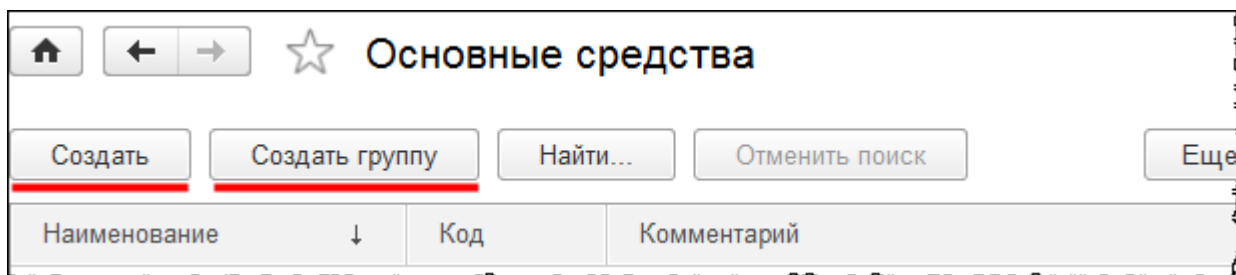 Основные средства
Создать Создать группу Найти... Отменить поиск Еще
Наименование ↓ Код Комментарий